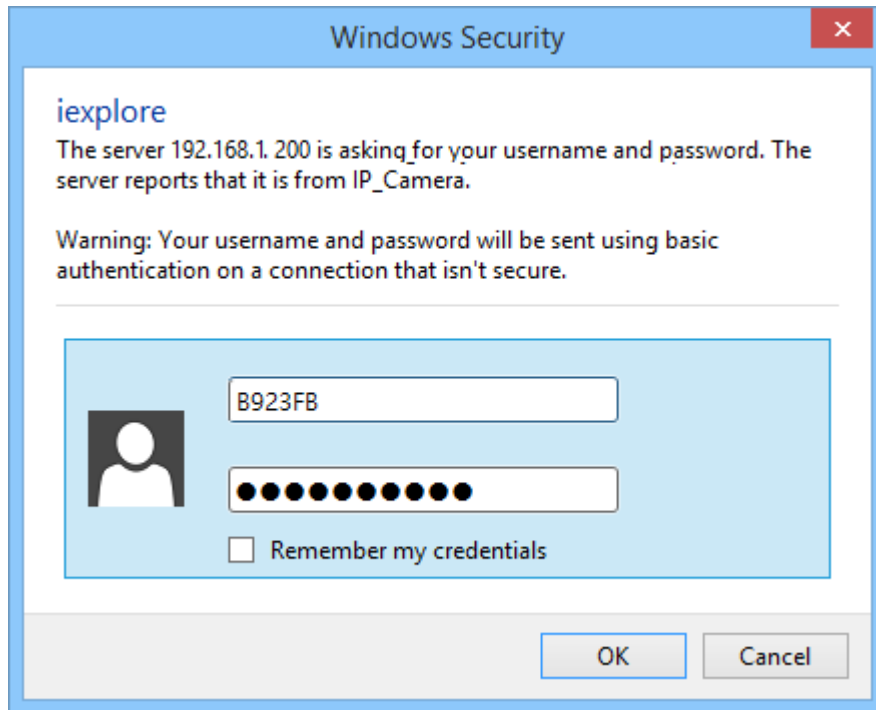 Windows Security
iexplore
The server 192.168.1. 200 is asking for your username and password. The
server reports that it is from IP_Camera.
Warning: Your username and password will be sent using basic
authentication on a connection that isn't secure.
B923FB
●●●●●●●●●●
Remember my credentials
OK
Cancel